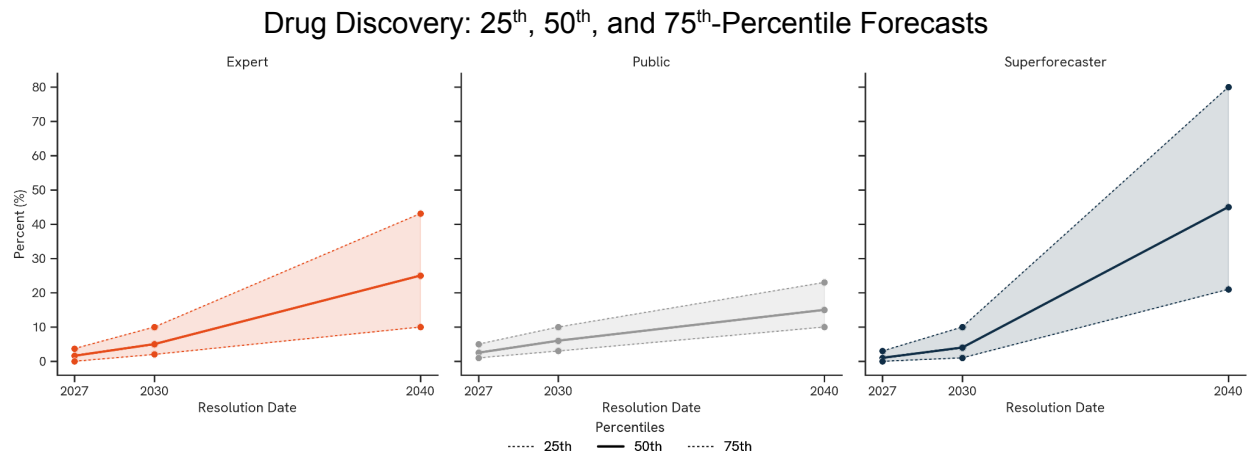 Drug Discovery: 25th, 50th, and 75th-Percentile Forecasts
Expert
Public
Superforecaster
Percent (%)
80
70
60
50
40
30
20
10
0
2027 2030 2040
2027 2030 2040
2027 2030 2040
Resolution Date
Resolution Date
Resolution Date
Percentiles
25th 50th 75th